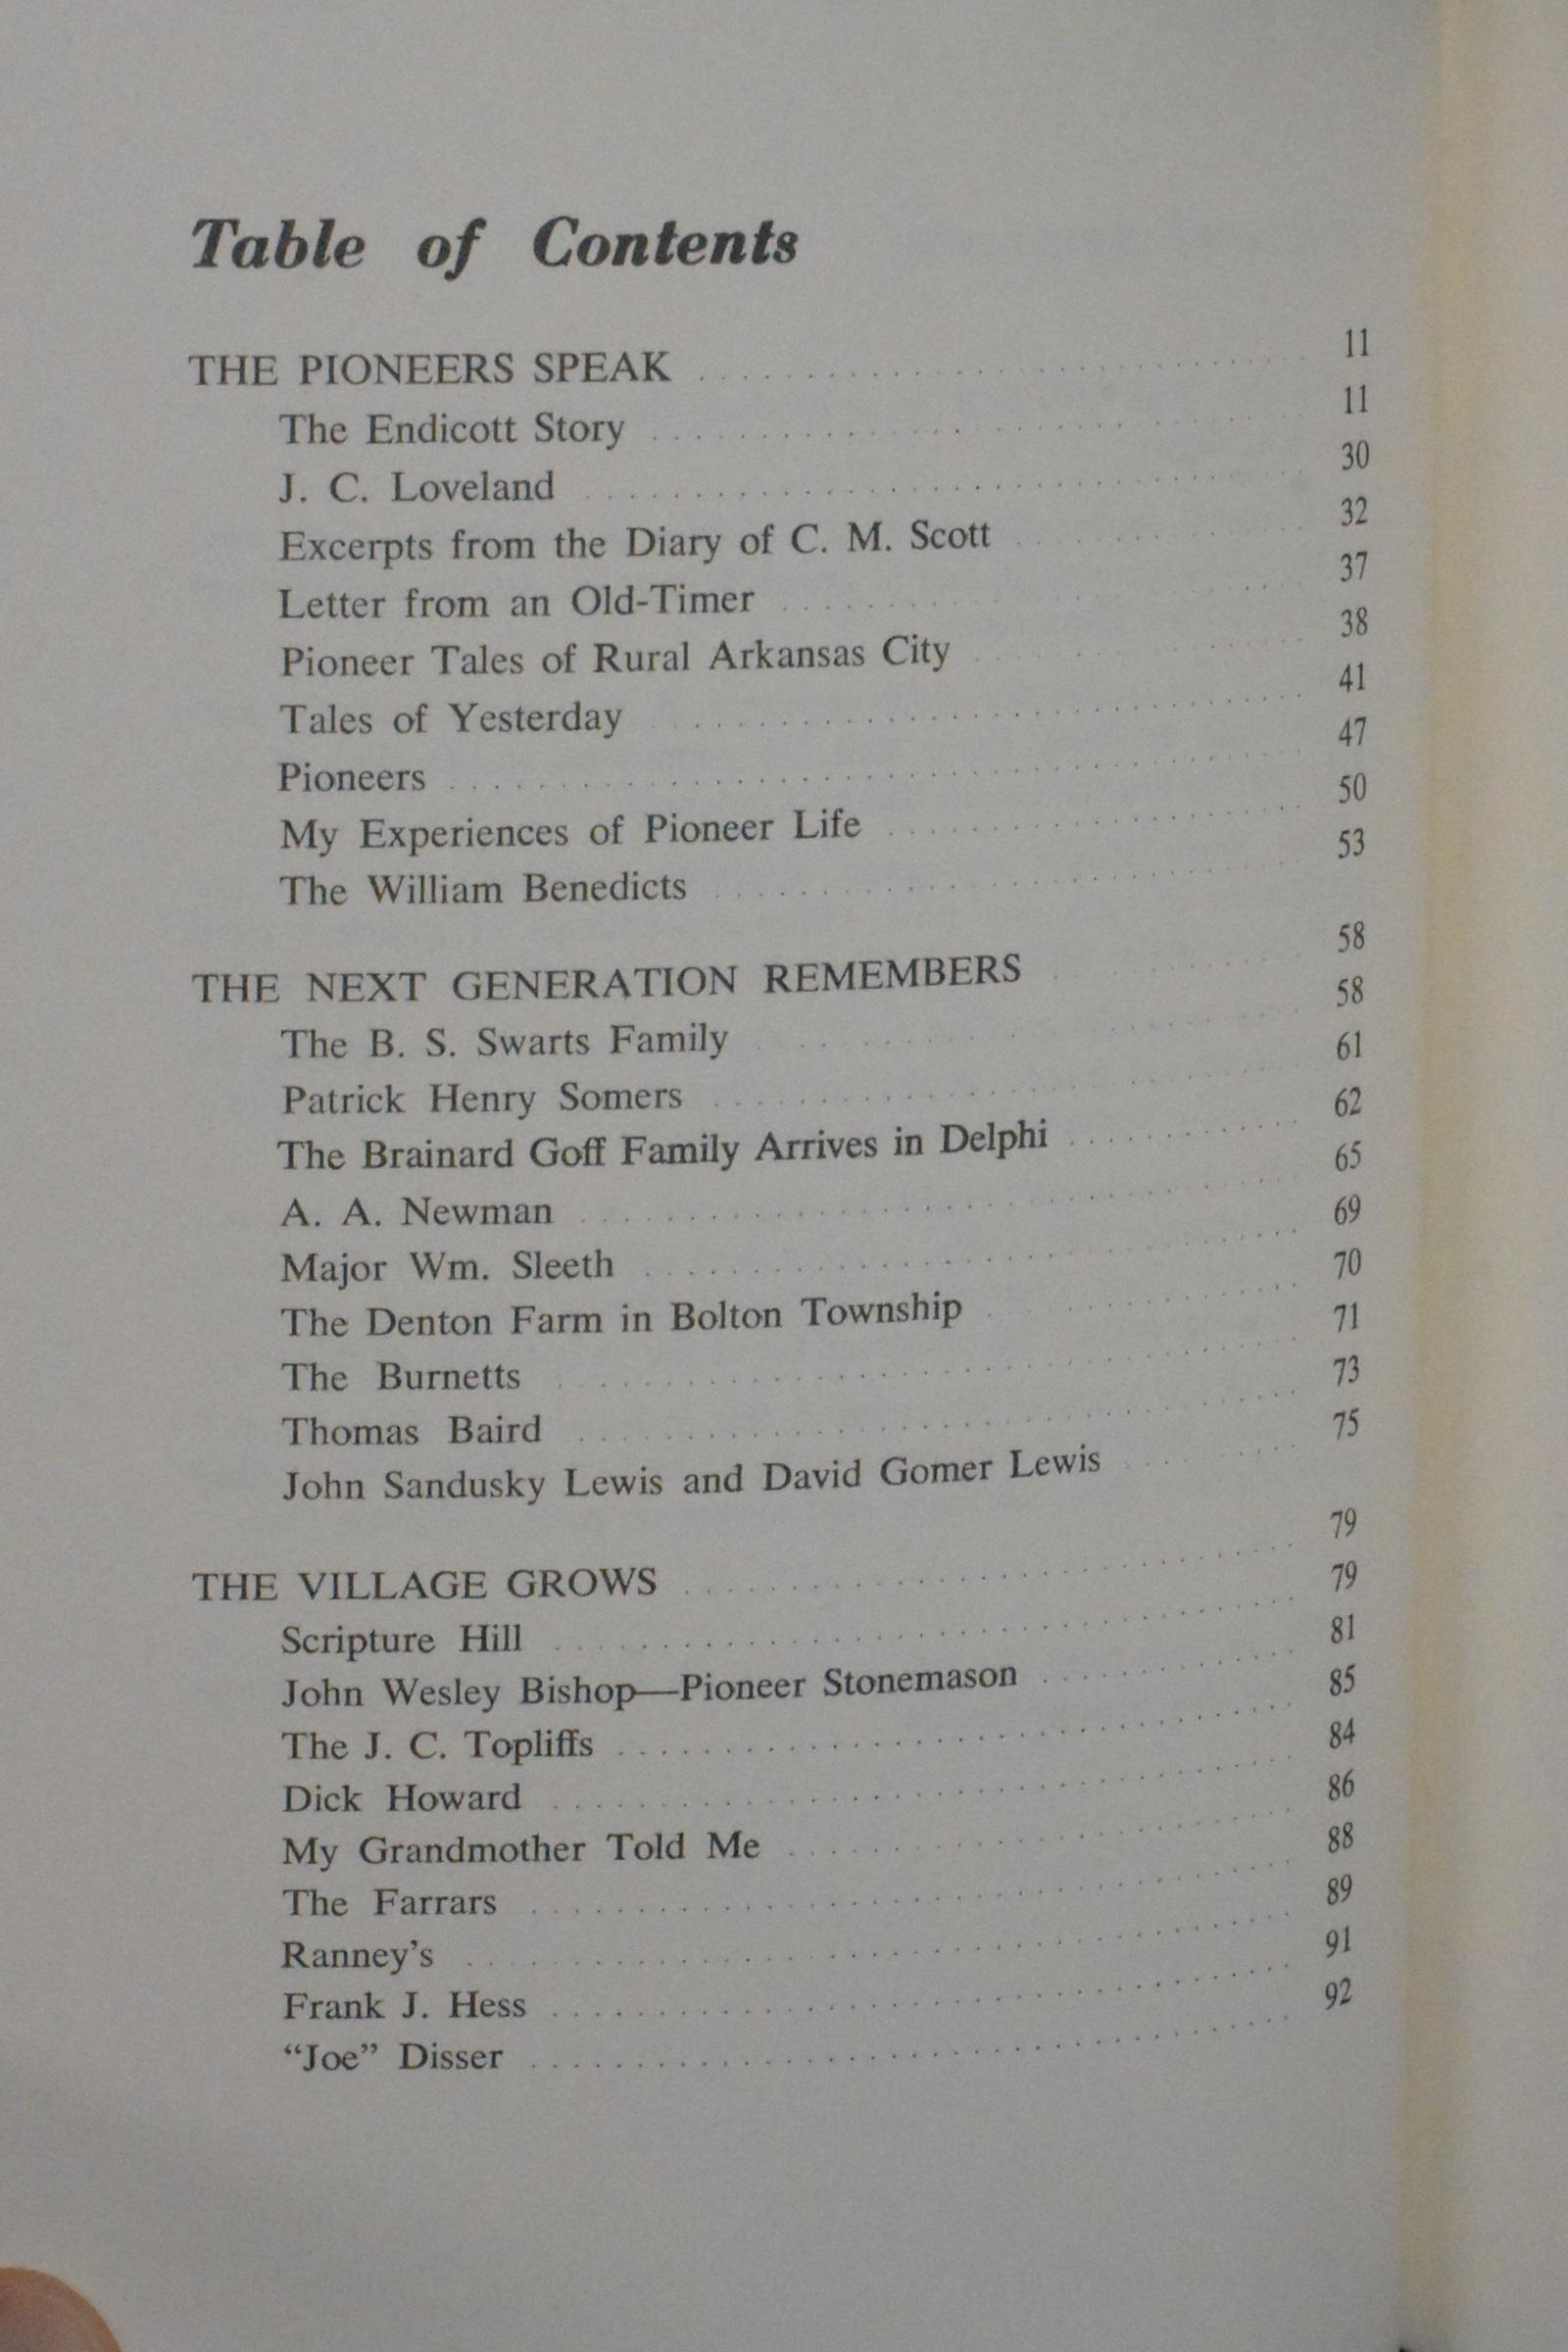 Table of Contents
THE PIONEERS SPEAK 11
The Endicott Story 11
J. C. Loveland 30
Excerpts from the Diary of C. M. Scott 32
Letter from an Old-Timer 37
Pioneer Tales of Rural Arkansas City 38
Tales of Yesterday 41
Pioneers 47
My Experiences of Pioneer Life 50
The William Benedicts 53
THE NEXT GENERATION REMEMBERS 58
The B. S. Swarts Family 58
Patrick Henry Somers 61
The Brainard Goff Family Arrives in Delphi 62
A. A. Newman 65
Major Wm. Sleeth 69
The Denton Farm in Bolton Township 70
The Burnetts 71
Thomas Baird 73
John Sandusky Lewis and David Gomer Lewis 75
THE VILLAGE GROWS 79
Scripture Hill 79
John Wesley Bishop—Pioneer Stonemason 81
The J. C. Topliffs 85
Dick Howard 84
My Grandmother Told Me 86
The Farrars 88
Ranney's 89
Frank J. Hess 91
“Joe” Disser 92